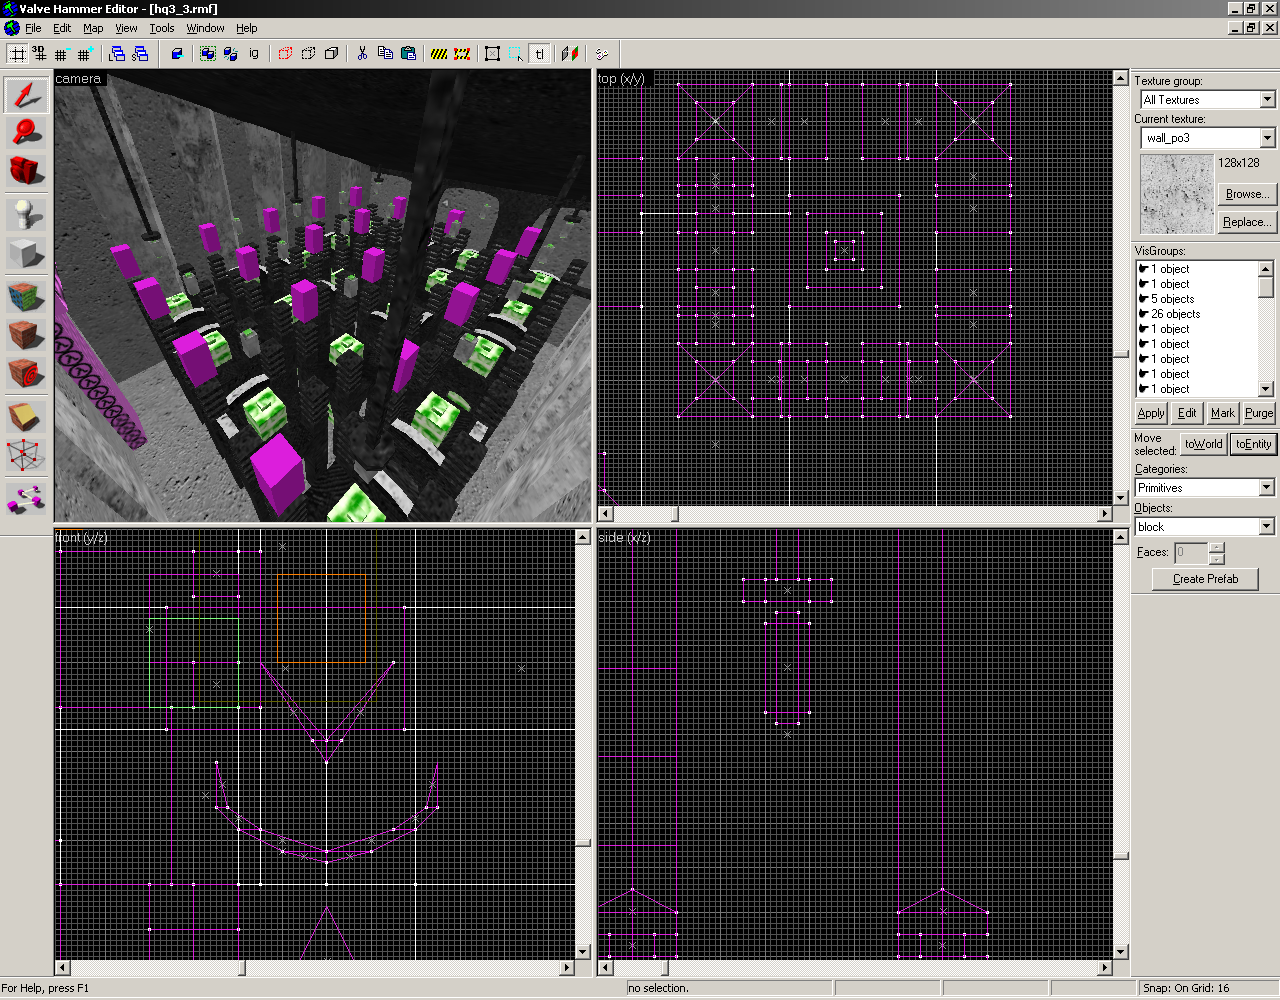 Valve Hammer Editor - [hq3_3.rmf]
File Edit Map View Tools Window Help
3D
ig
tl
camera
top (x/y)
front (y/z)
side (x/z)
Texture group:
All Textures
Current texture:
wall_po3
128x128
Browse...
Replace...
VisGroups:
1 object
1 object
5 objects
26 objects
1 object
1 object
1 object
1 object
1 object
Apply Edit Mark Purge
Move
selected:
toWorld toEntity
Categories:
Primitives
Objects:
block
Faces: 0
Create Prefab
For Help, press F1
no selection.
Snap: On Grid: 16